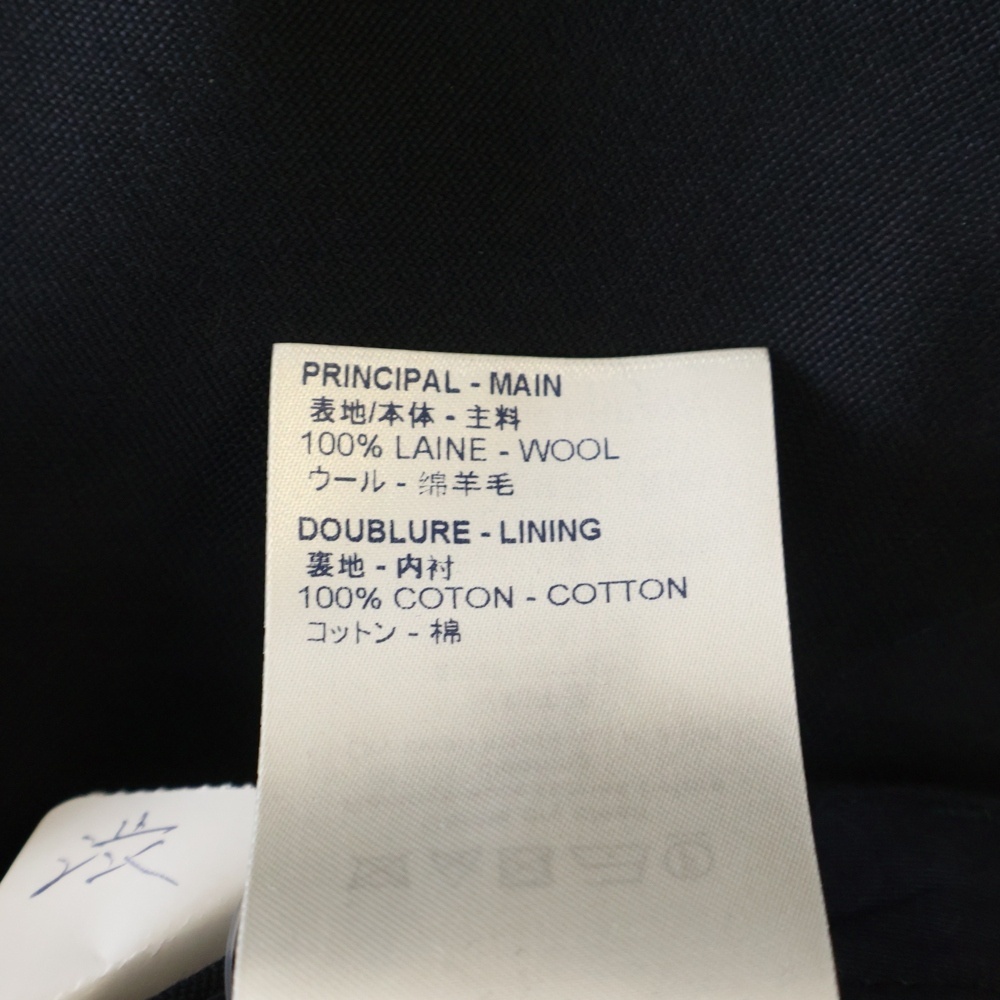 PRINCIPAL - MAIN
表地/本体 - 主料
100% LAINE - WOOL
ウール - 绵羊毛
DOUBLURE - LINING
裏地 - 内衬
100% COTON - COTTON
コットン - 棉
渋